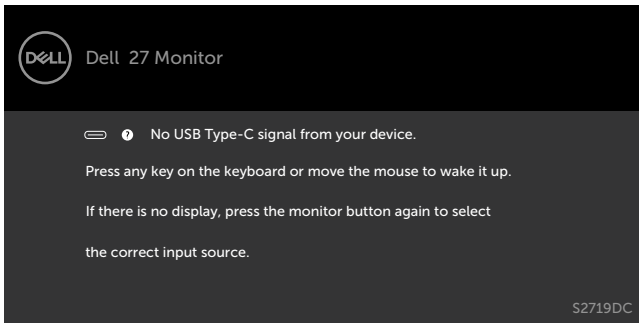 DELL
Dell 27 Monitor
? No USB Type-C signal from your device.
Press any key on the keyboard or move the mouse to wake it up.
If there is no display, press the monitor button again to select
the correct input source.
S2719DC